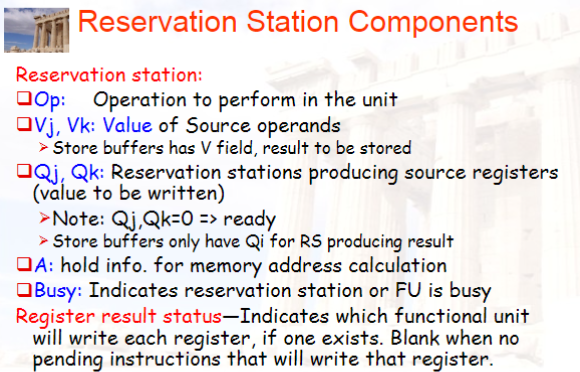 Reservation Station Components
Reservation station:
Op: Operation to perform in the unit
Vj, Vk: Value of Source operands
Store buffers has V field, result to be stored
Qj, Qk: Reservation stations producing source registers
(value to be written)
Note: Qj,Qk=0 => ready
Store buffers only have Qi for RS producing result
A: hold info. for memory address calculation
Busy: Indicates reservation station or FU is busy
Register result status—Indicates which functional unit
will write each register, if one exists. Blank when no
pending instructions that will write that register.